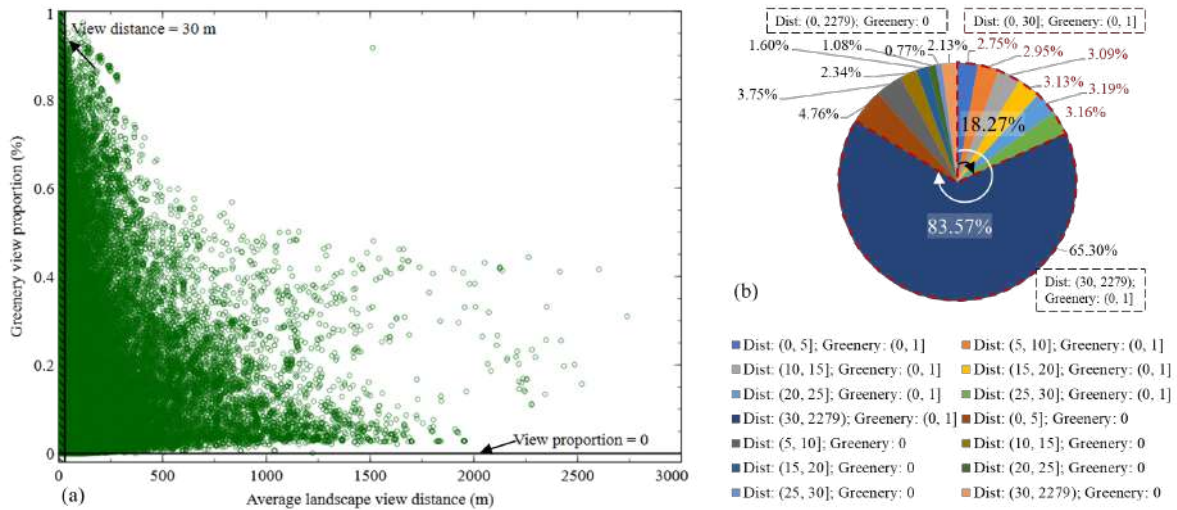 View distance = 30 m
View proportion = 0
Greenery view proportion (%)
1
0.8
0.6
0.4
0.2
0
0
500
1000
1500
2000
2500
3000
Average landscape view distance (m)
(a)
Dist: (0, 2279); Greenery: 0
Dist: (0, 30]; Greenery: (0, 1]
1.60%
1.08%
0.77%
2.13%
2.75%
2.95%
3.09%
2.34%
3.13%
3.19%
3.75%
3.16%
4.76%
18.27%
83.57%
65.30%
Dist: (30, 2279);
Greenery: (0, 1]
(b)
Dist: (0, 5]; Greenery: (0, 1]
Dist: (5, 10]; Greenery: (0, 1]
Dist: (10, 15]; Greenery: (0, 1]
Dist: (15, 20]; Greenery: (0, 1]
Dist: (20, 25]; Greenery: (0, 1]
Dist: (25, 30]; Greenery: (0, 1]
Dist: (30, 2279); Greenery: (0, 1]
Dist: (0, 5]; Greenery: 0
Dist: (5, 10]; Greenery: 0
Dist: (10, 15]; Greenery: 0
Dist: (15, 20]; Greenery: 0
Dist: (20, 25]; Greenery: 0
Dist: (25, 30]; Greenery: 0
Dist: (30, 2279); Greenery: 0